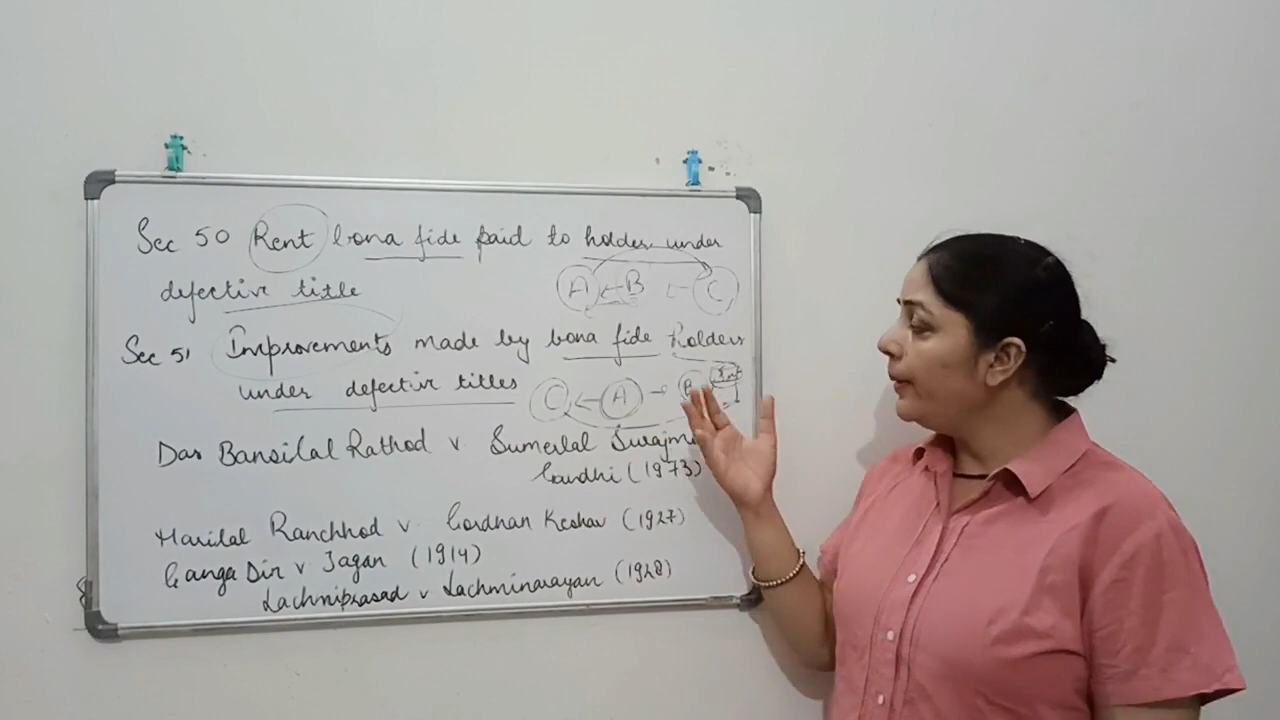 Sec 50 Rent bona fide paid to holder under
defective title
A ← B ← C
Sec 51 Improvements made by bona fide Holders
under defective titles
C ← A → B
Das Bansilal Rathod v Sumerlal
Gandhi (1973)
Harilal Ranchhod v Gordhan Keshav (1927)
Ganga Din v Jagan (1914)
Lachmiprasad v Lachminarayan (1928)